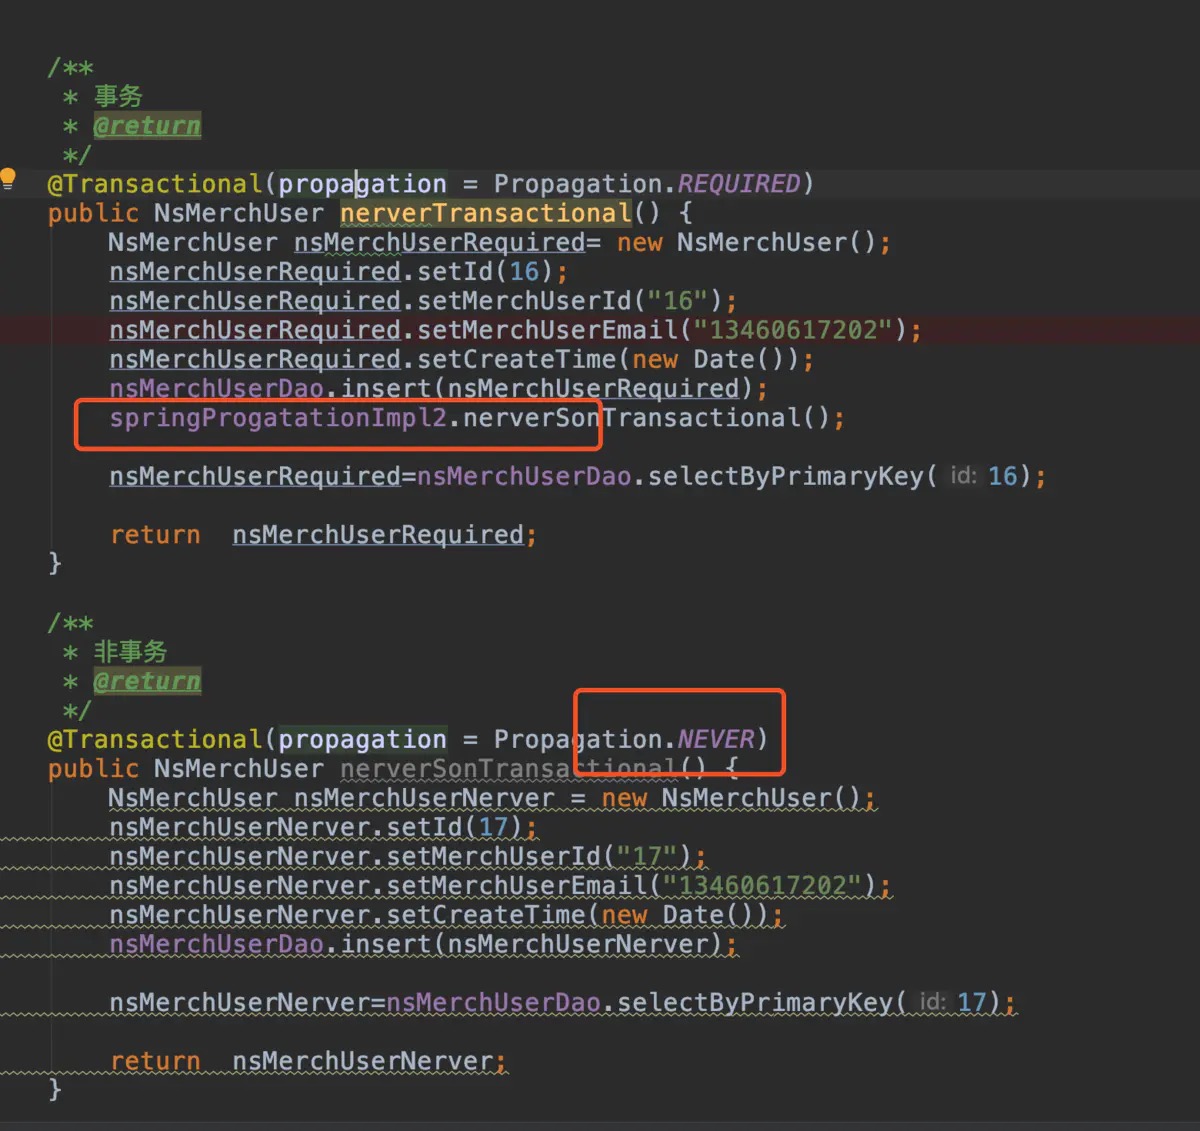 /**
* 事务
* @return
*/
@Transactional(propagation = Propagation.REQUIRED)
public NsMerchUser nerverTransactional() {
NsMerchUser nsMerchUserRequired= new NsMerchUser();
nsMerchUserRequired.setId(16);
nsMerchUserRequired.setMerchUserId("16");
nsMerchUserRequired.setMerchUserEmail("13460617202");
nsMerchUserRequired.setCreateTime(new Date());
nsMerchUserDao.insert(nsMerchUserRequired);
springProgatationImpl2.nerverSonTransactional();
nsMerchUserRequired=nsMerchUserDao.selectByPrimaryKey( id: 16);
return nsMerchUserRequired;
}
/**
* 非事务
* @return
*/
@Transactional(propagation = Propagation.NEVER)
public NsMerchUser nerverSonTransactional() {
NsMerchUser nsMerchUserNerver = new NsMerchUser();
nsMerchUserNerver.setId(17);
nsMerchUserNerver.setMerchUserId("17");
nsMerchUserNerver.setMerchUserEmail("13460617202");
nsMerchUserNerver.setCreateTime(new Date());
nsMerchUserDao.insert(nsMerchUserNerver);
nsMerchUserNerver=nsMerchUserDao.selectByPrimaryKey( id: 17);
return nsMerchUserNerver;
}